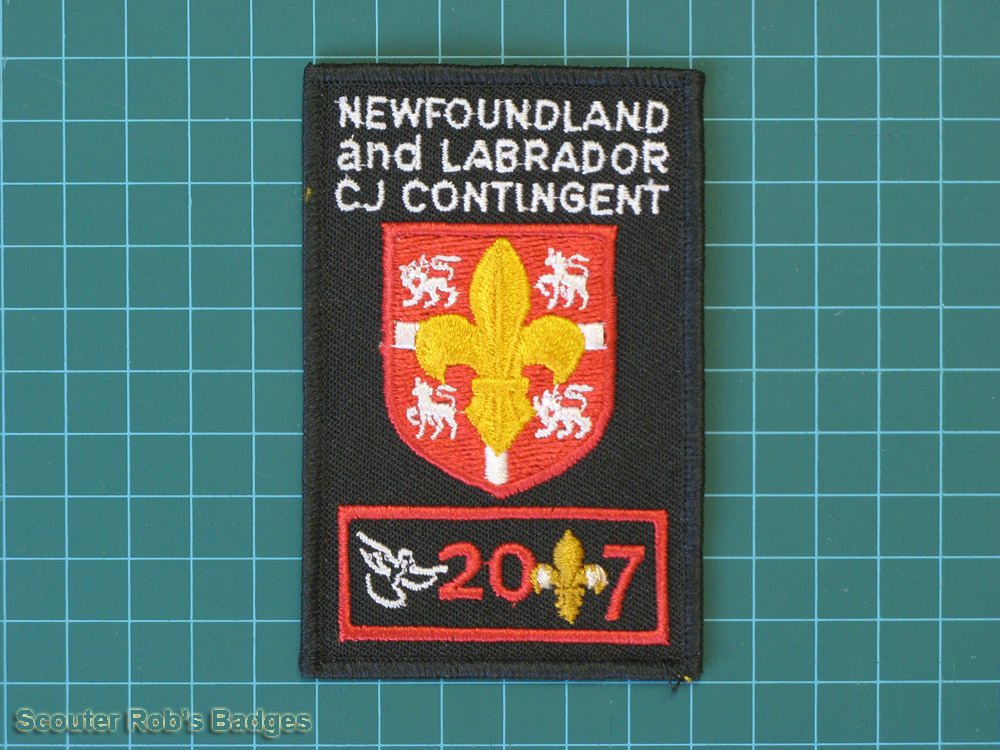 NEWFOUNDLAND
and LABRADOR
CJ CONTINGENT
20 7
Scouter Rob's Badges